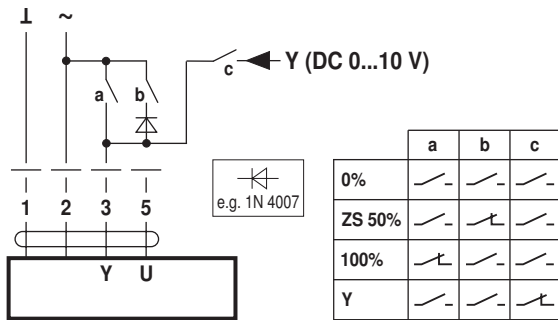 ⊥ ~
a b c Y (DC 0...10 V)
1 2 3 5
Y U
e.g. 1N 4007
a b c
0%
ZS 50%
100%
Y